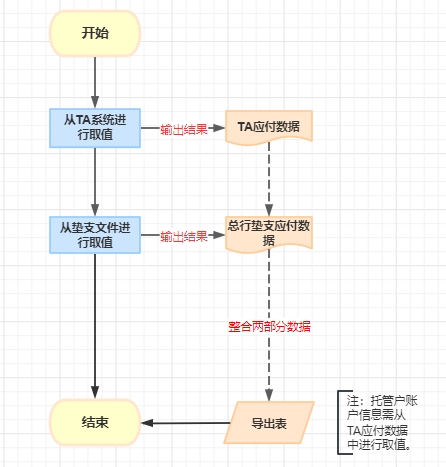 开始
从TA系统进
行取值
输出结果
TA应付数据
从垫支文件进
行取值
输出结果
总行垫支应付数
据
整合两部分数据
结束
导出表
注：托管户账
户信息需从
TA应付数据
中进行取值。